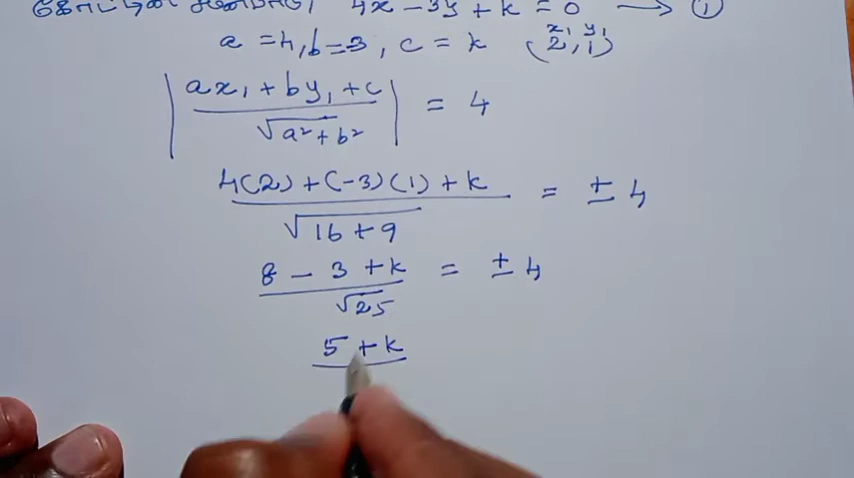 கோட்டின் சமன்பாடு, 4x - 3y + k = 0 → ①
a = 4, b = 3, c = k (2, 1) x₁ y₁
| ax₁ + by₁ + c / √a² + b² | = 4
4(2) + (-3)(1) + k / √16 + 9 = ± 4
8 - 3 + k / √25 = ± 4
5 + k